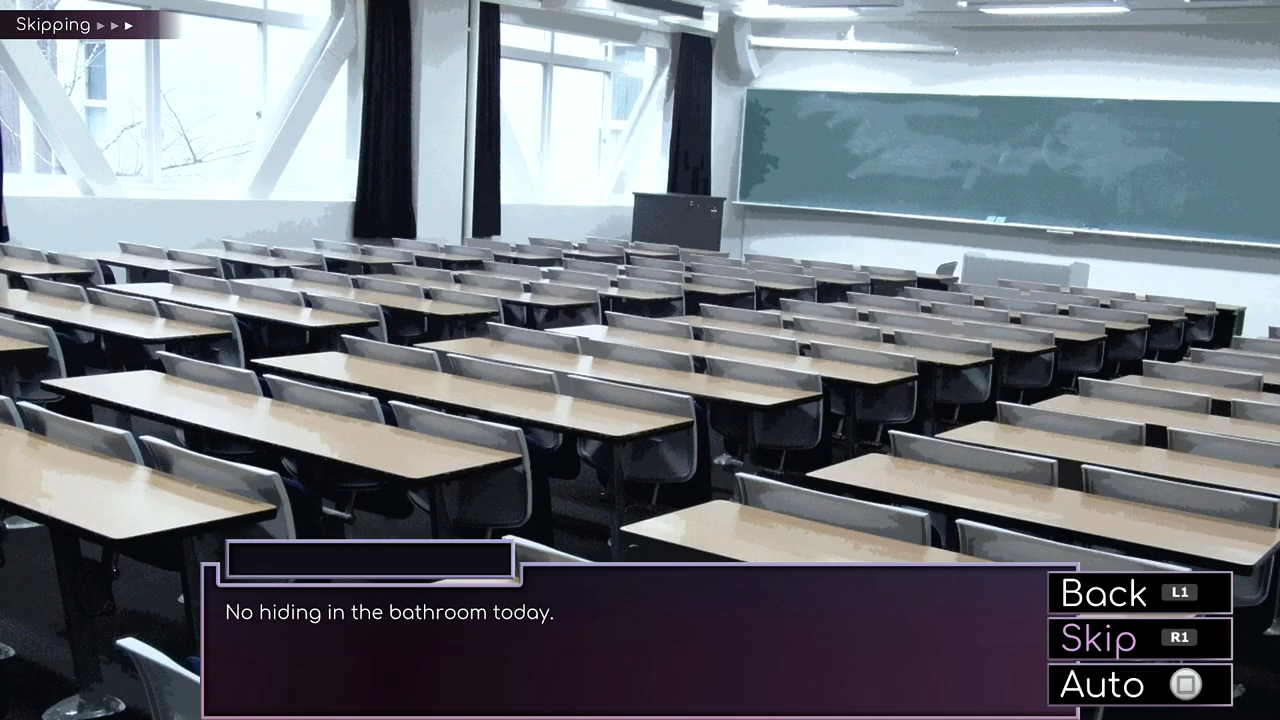 Skipping
No hiding in the bathroom today.
Back L1
Skip R1
Auto